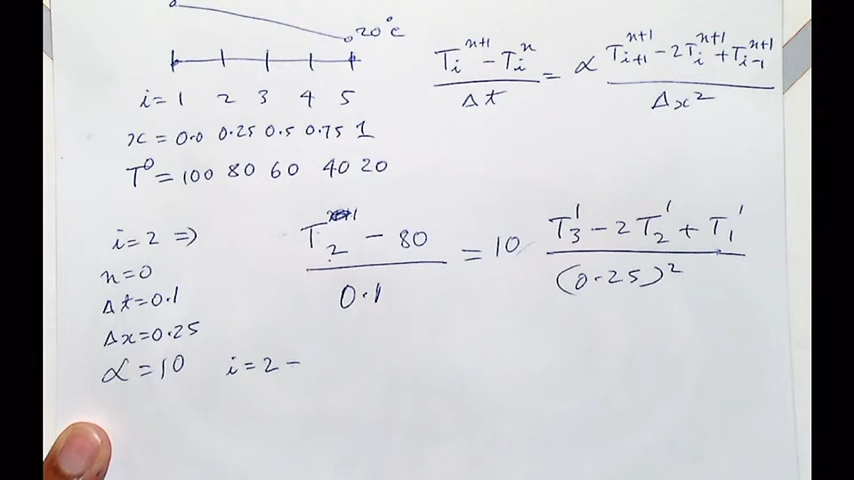 20°C
i = 1 2 3 4 5
x = 0.0 0.25 0.5 0.75 1
T⁰ = 100 80 60 40 20
(Tᵢⁿ⁺¹ - Tᵢⁿ) / Δt = α (Tᵢ₊₁ⁿ⁺¹ - 2Tᵢⁿ⁺¹ + Tᵢ₋₁ⁿ⁺¹) / Δx²
i = 2 ⇒
n = 0
Δt = 0.1
Δx = 0.25
α = 10
(T₂¹ - 80) / 0.1 = 10 (T₃¹ - 2T₂¹ + T₁¹) / (0.25)²
i = 2 -